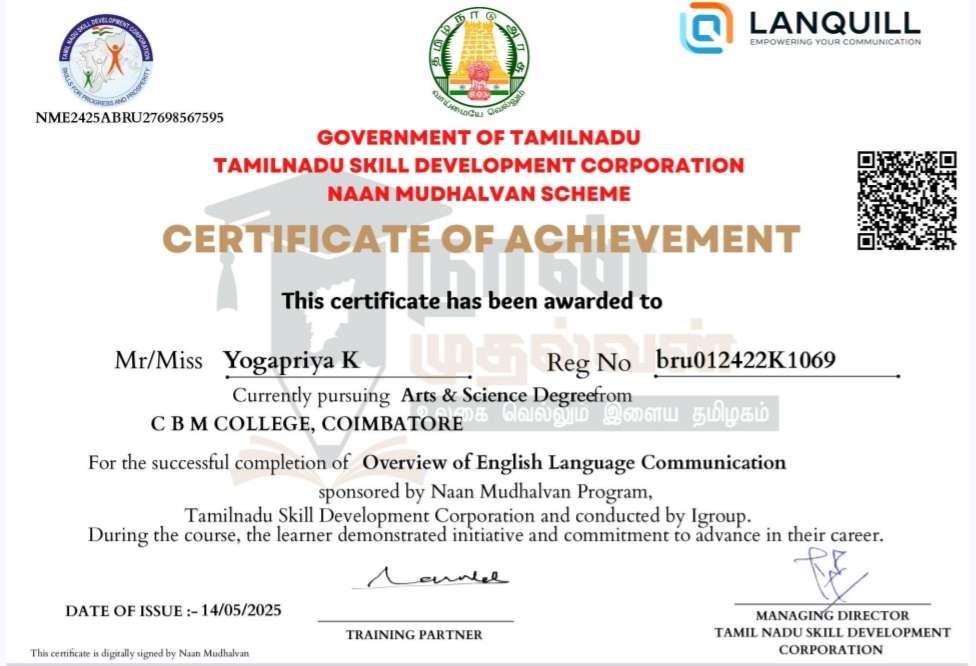 TAMIL NADU SKILL DEVELOPMENT CORPORATION
SKILLS FOR PROGRESS AND PROSPERITY
NME2425ABRU27698567595
தமிழ்நாடு அரசு
வாய்மையே வெல்லும்
LANQUILL
EMPOWERING YOUR COMMUNICATION
GOVERNMENT OF TAMILNADU
TAMILNADU SKILL DEVELOPMENT CORPORATION
NAAN MUDHALVAN SCHEME
CERTIFICATE OF ACHIEVEMENT
நான்
முதல்வன்
உலகை வெல்லும் இளைய தமிழகம்
This certificate has been awarded to
Mr/Miss Yogapriya K Reg No bru012422K1069
Currently pursuing Arts & Science Degreefrom
C B M COLLEGE, COIMBATORE
For the successful completion of Overview of English Language Communication
sponsored by Naan Mudhalvan Program,
Tamilnadu Skill Development Corporation and conducted by Igroup.
During the course, the learner demonstrated initiative and commitment to advance in their career.
DATE OF ISSUE :- 14/05/2025
TRAINING PARTNER
MANAGING DIRECTOR
TAMIL NADU SKILL DEVELOPMENT
CORPORATION
This certificate is digitally signed by Naan Mudhalvan